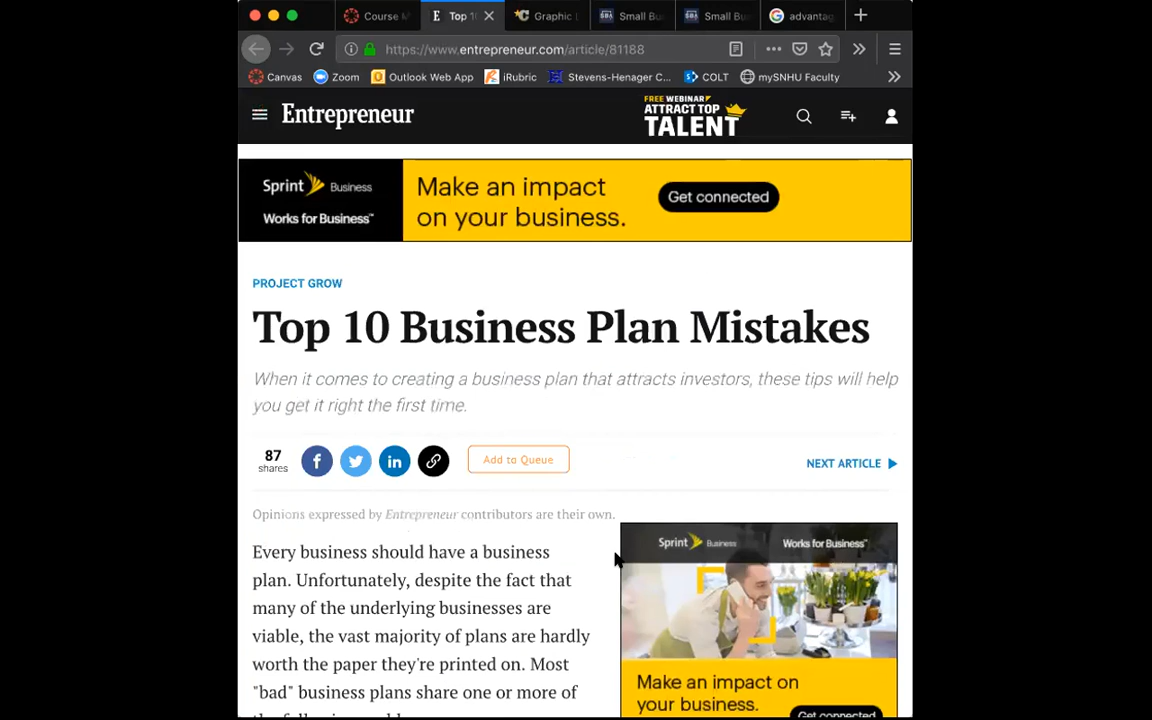 Course M
Top 10
Graphic
Small Bu
Small Bu
advantag
https://www.entrepreneur.com/article/81188
Canvas
Zoom
Outlook Web App
iRubric
Stevens-Henager C...
COLT
mySNHU Faculty
Entrepreneur
FREE WEBINAR
ATTRACT TOP
TALENT
Sprint Business
Works for Business™
Make an impact
on your business.
Get connected
PROJECT GROW
Top 10 Business Plan Mistakes
When it comes to creating a business plan that attracts investors, these tips will help
you get it right the first time.
87
shares
Add to Queue
NEXT ARTICLE
Opinions expressed by Entrepreneur contributors are their own.
Every business should have a business
plan. Unfortunately, despite the fact that
many of the underlying businesses are
viable, the vast majority of plans are hardly
worth the paper they're printed on. Most
"bad" business plans share one or more of
Sprint Business
Works for Business™
Make an impact on
your business.
Get connected